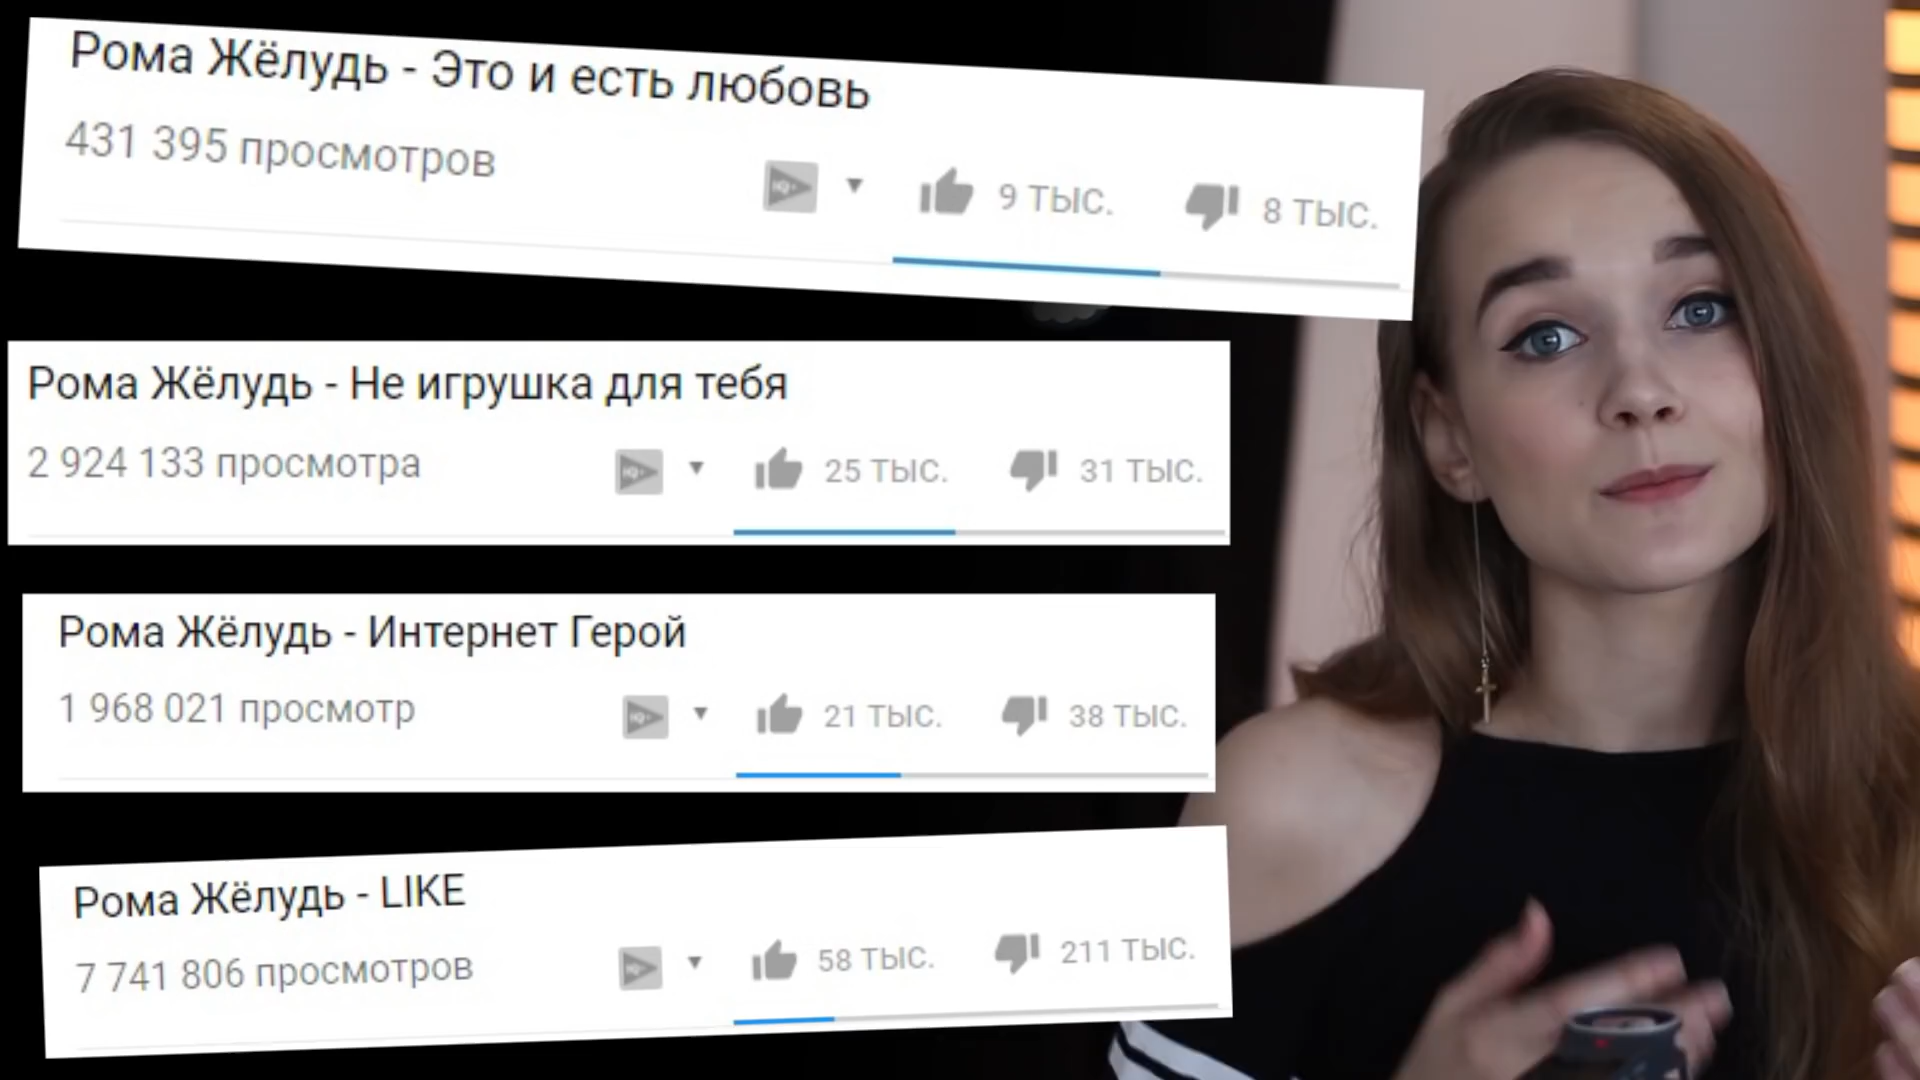 Рома Жёлудь - Это и есть любовь
431 395 просмотров
9 ТЫС. 8 ТЫС.
Рома Жёлудь - Не игрушка для тебя
2 924 133 просмотра
25 ТЫС. 31 ТЫС.
Рома Жёлудь - Интернет Герой
1 968 021 просмотр
21 ТЫС. 38 ТЫС.
Рома Жёлудь - LIKE
7 741 806 просмотров
58 ТЫС. 211 ТЫС.